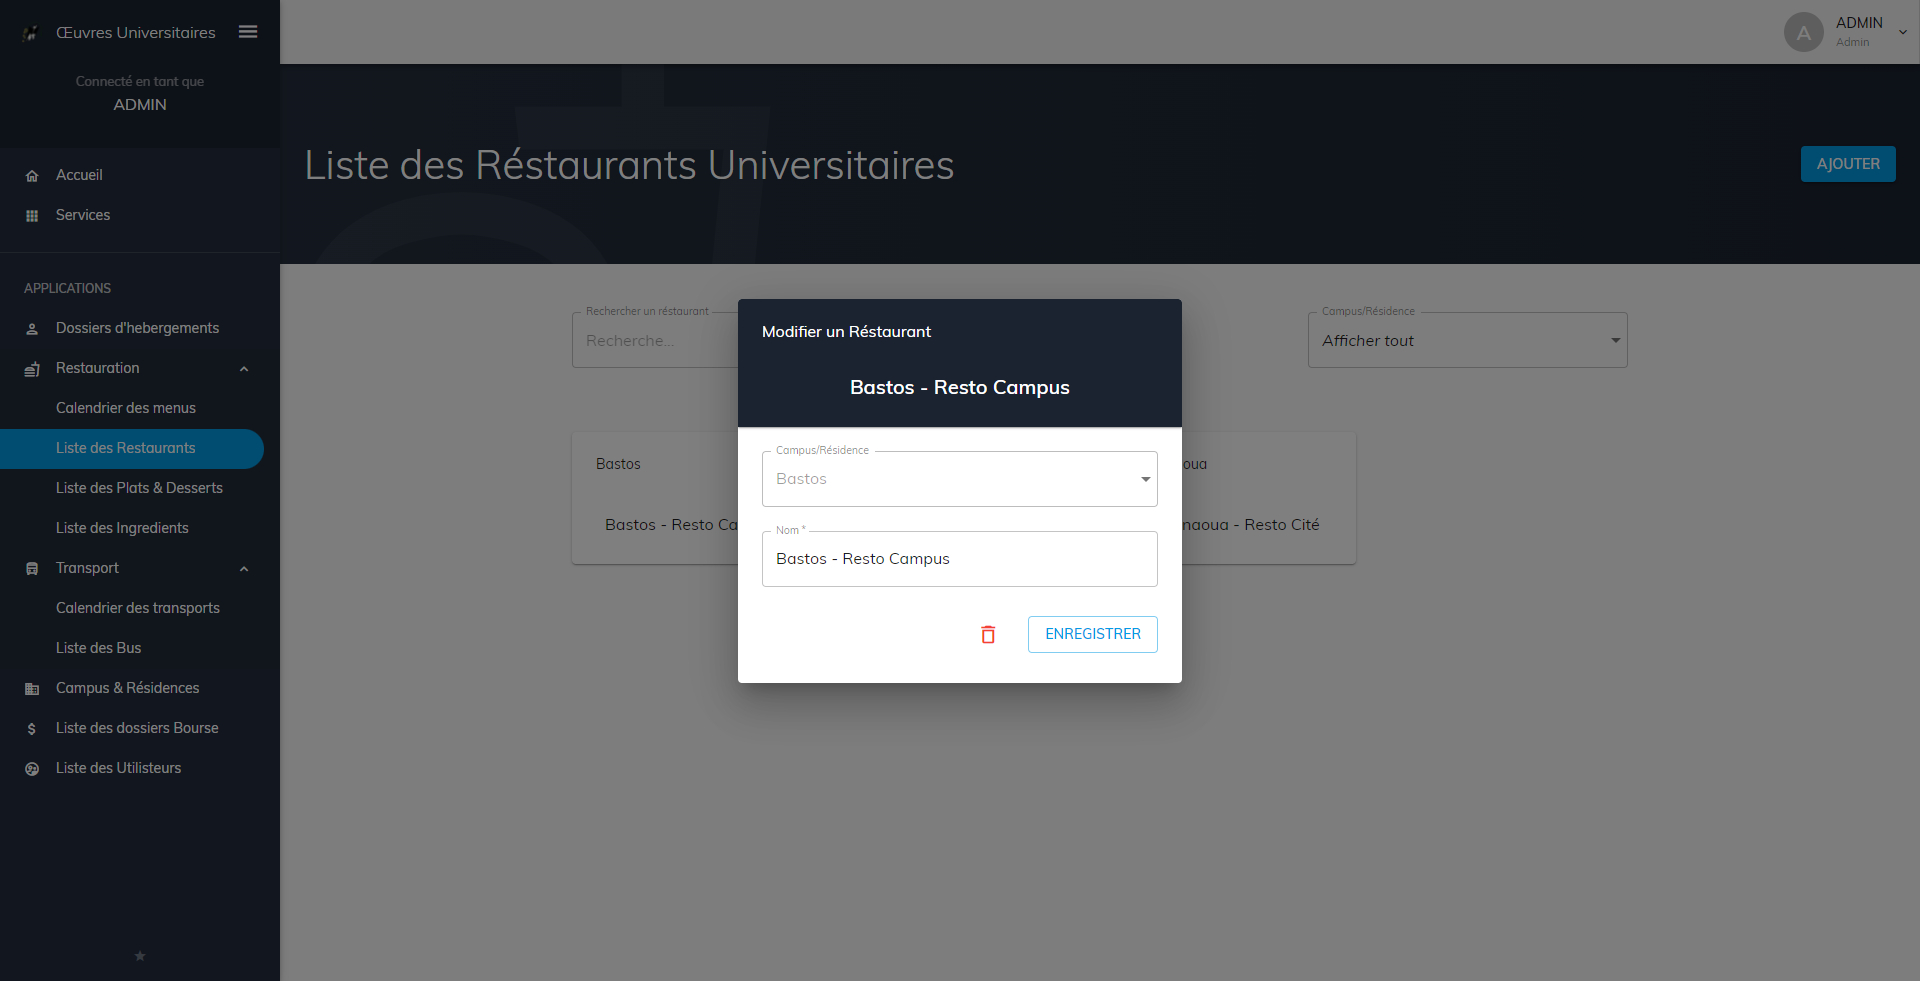 Œuvres Universitaires
Connecté en tant que
ADMIN
Accueil
Services
APPLICATIONS
Dossiers d'hebergements
Restauration
Calendrier des menus
Liste des Restaurants
Liste des Plats & Desserts
Liste des Ingredients
Transport
Calendrier des transports
Liste des Bus
Campus & Résidences
Liste des dossiers Bourse
Liste des Utilisteurs
A
ADMIN
Admin
Liste des Réstaurants Universitaires
AJOUTER
Rechercher un réstaurant
Recherche...
Campus/Résidence
Afficher tout
Bastos
Bastos - Resto Ca
oua
naoua - Resto Cité
Modifier un Réstaurant
Bastos - Resto Campus
Campus/Résidence
Bastos
Nom *
Bastos - Resto Campus
ENREGISTRER